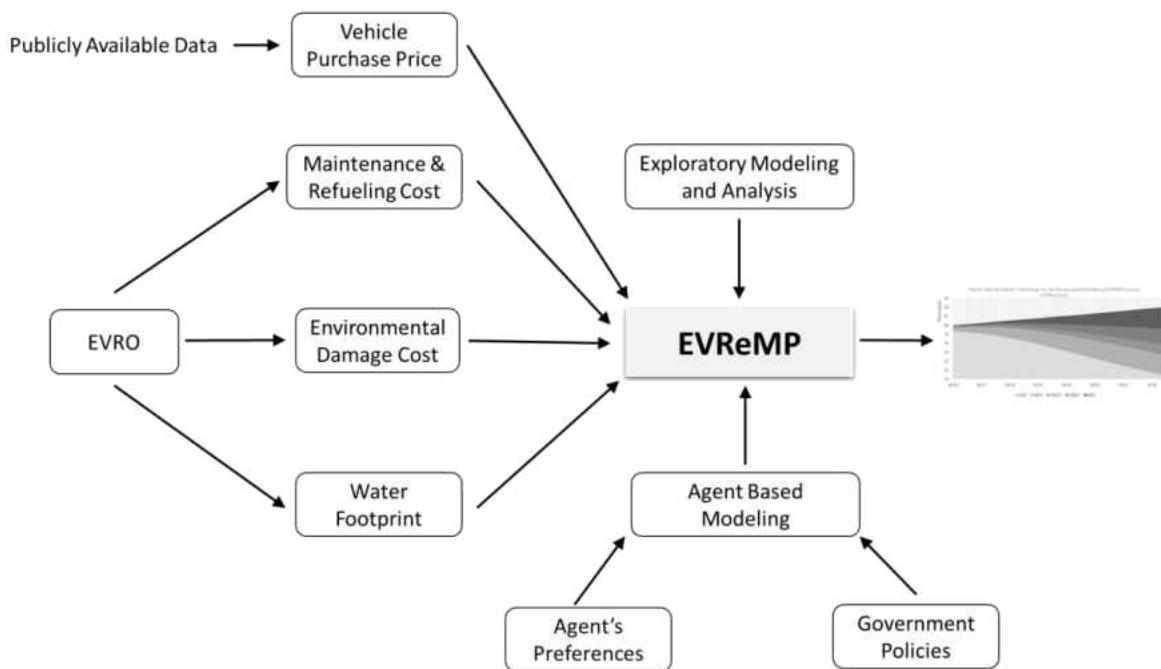 Publicly Available Data
Vehicle
Purchase Price
Maintenance &
Refueling Cost
Exploratory Modeling
and Analysis
EVRO
Environmental
Damage Cost
EVReMP
Water
Footprint
Agent Based
Modeling
Agent's
Preferences
Government
Policies